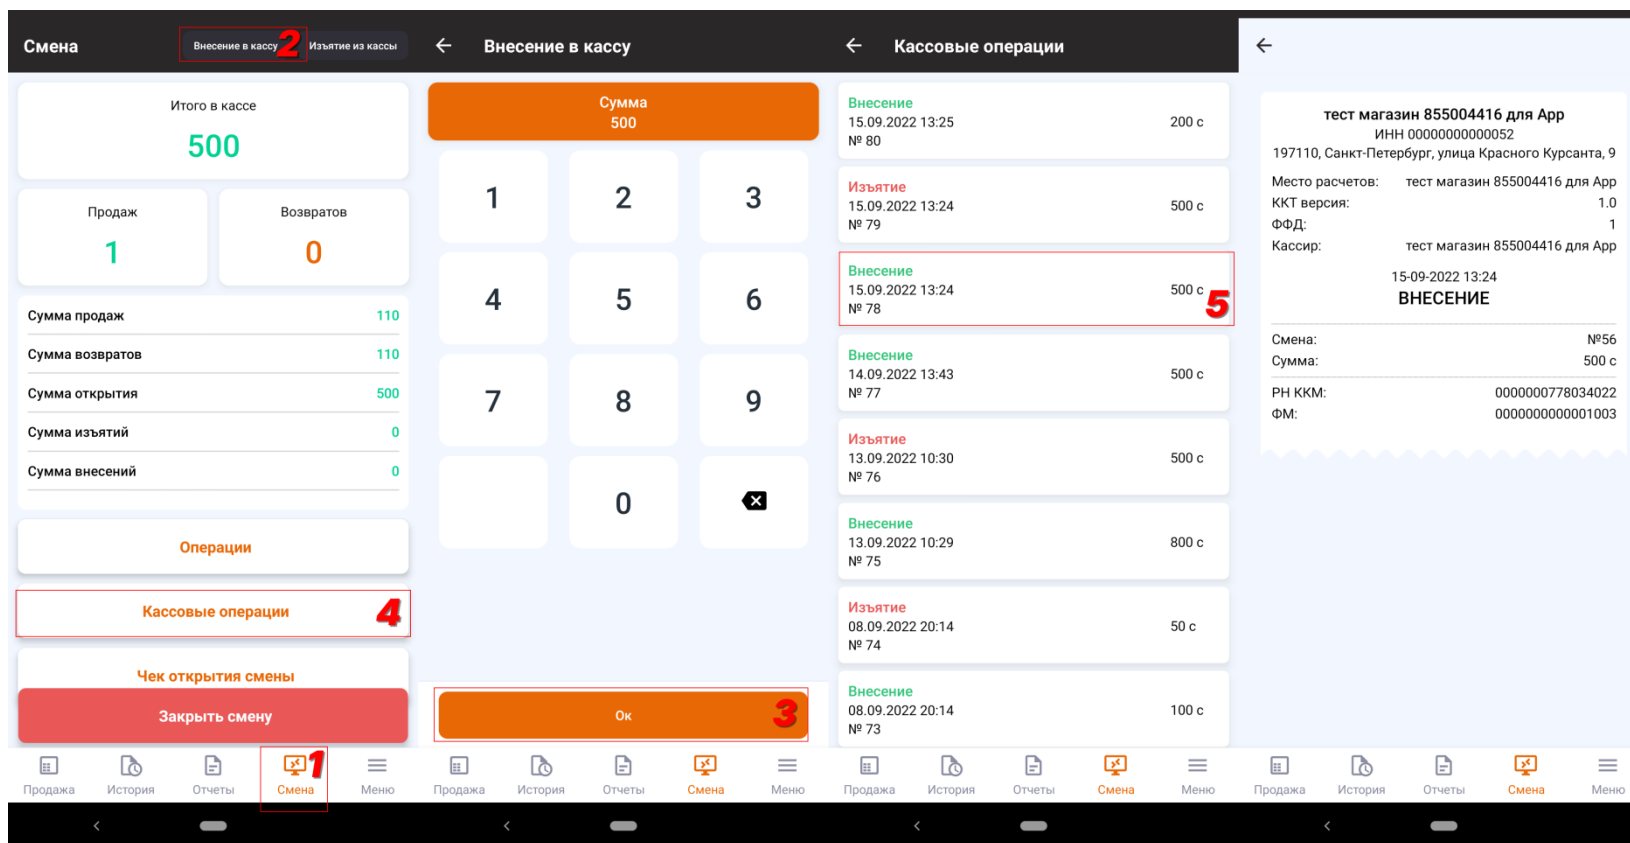 Смена
Внесение в кассу
2
Изъятие из кассы
Итого в кассе
500
Продаж
1
Возвратов
0
Сумма продаж 110
Сумма возвратов 110
Сумма открытия 500
Сумма изъятий 0
Сумма внесений 0
Операции
Кассовые операции
4
Чек открытия смены
Закрыть смену
1
Продажа
История
Отчеты
Смена
Меню
Внесение в кассу
Сумма
500
1 2 3
4 5 6
7 8 9
0
Ок
3
Продажа
История
Отчеты
Смена
Меню
Кассовые операции
Внесение
15.09.2022 13:25 200 с
№ 80
Изъятие
15.09.2022 13:24 500 с
№ 79
Внесение
15.09.2022 13:24 500 с
№ 78
5
Внесение
14.09.2022 13:43 500 с
№ 77
Изъятие
13.09.2022 10:30 500 с
№ 76
Внесение
13.09.2022 10:29 800 с
№ 75
Изъятие
08.09.2022 20:14 50 с
№ 74
Внесение
08.09.2022 20:14 100 с
№ 73
Продажа
История
Отчеты
Смена
Меню
тест магазин 855004416 для App
ИНН 00000000000052
197110, Санкт-Петербург, улица Красного Курсанта, 9
Место расчетов: тест магазин 855004416 для App
ККТ версия: 1.0
ФФД: 1
Кассир: тест магазин 855004416 для App
15-09-2022 13:24
ВНЕСЕНИЕ
Смена: №56
Сумма: 500 с
РН ККМ: 0000000778034022
ФМ: 0000000000001003
Продажа
История
Отчеты
Смена
Меню